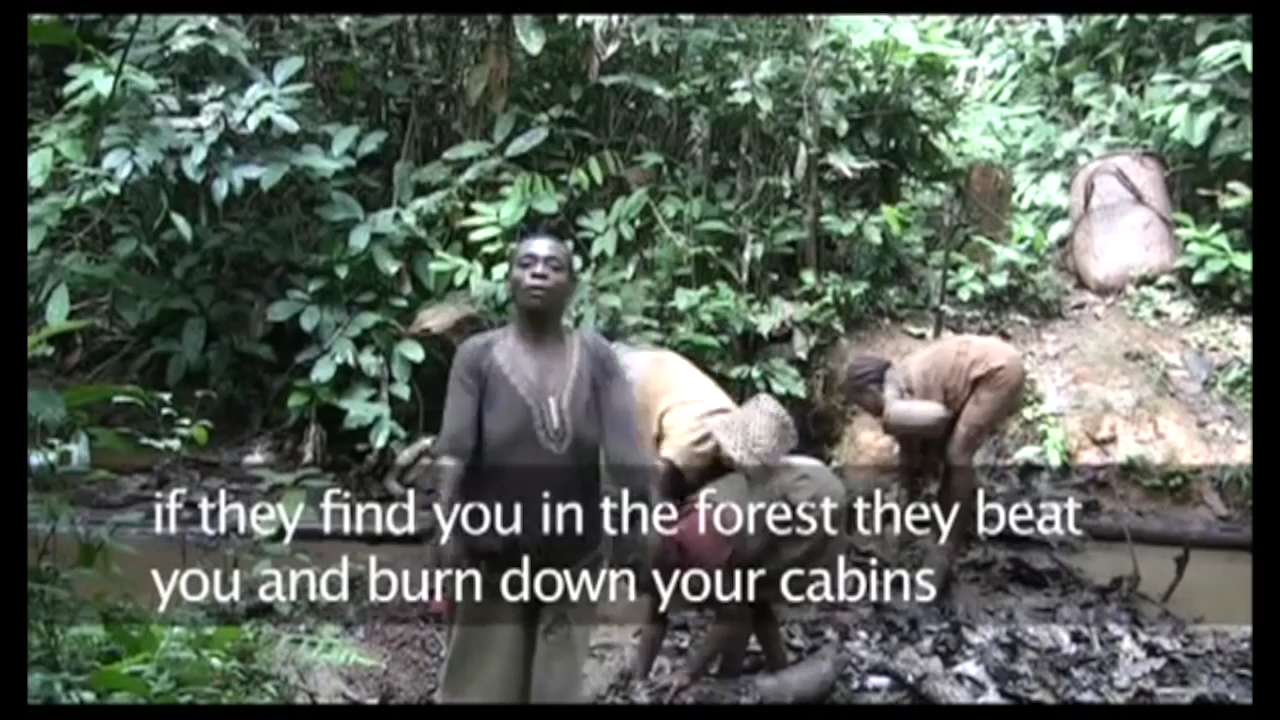 if they find you in the forest they beat
you and burn down your cabins